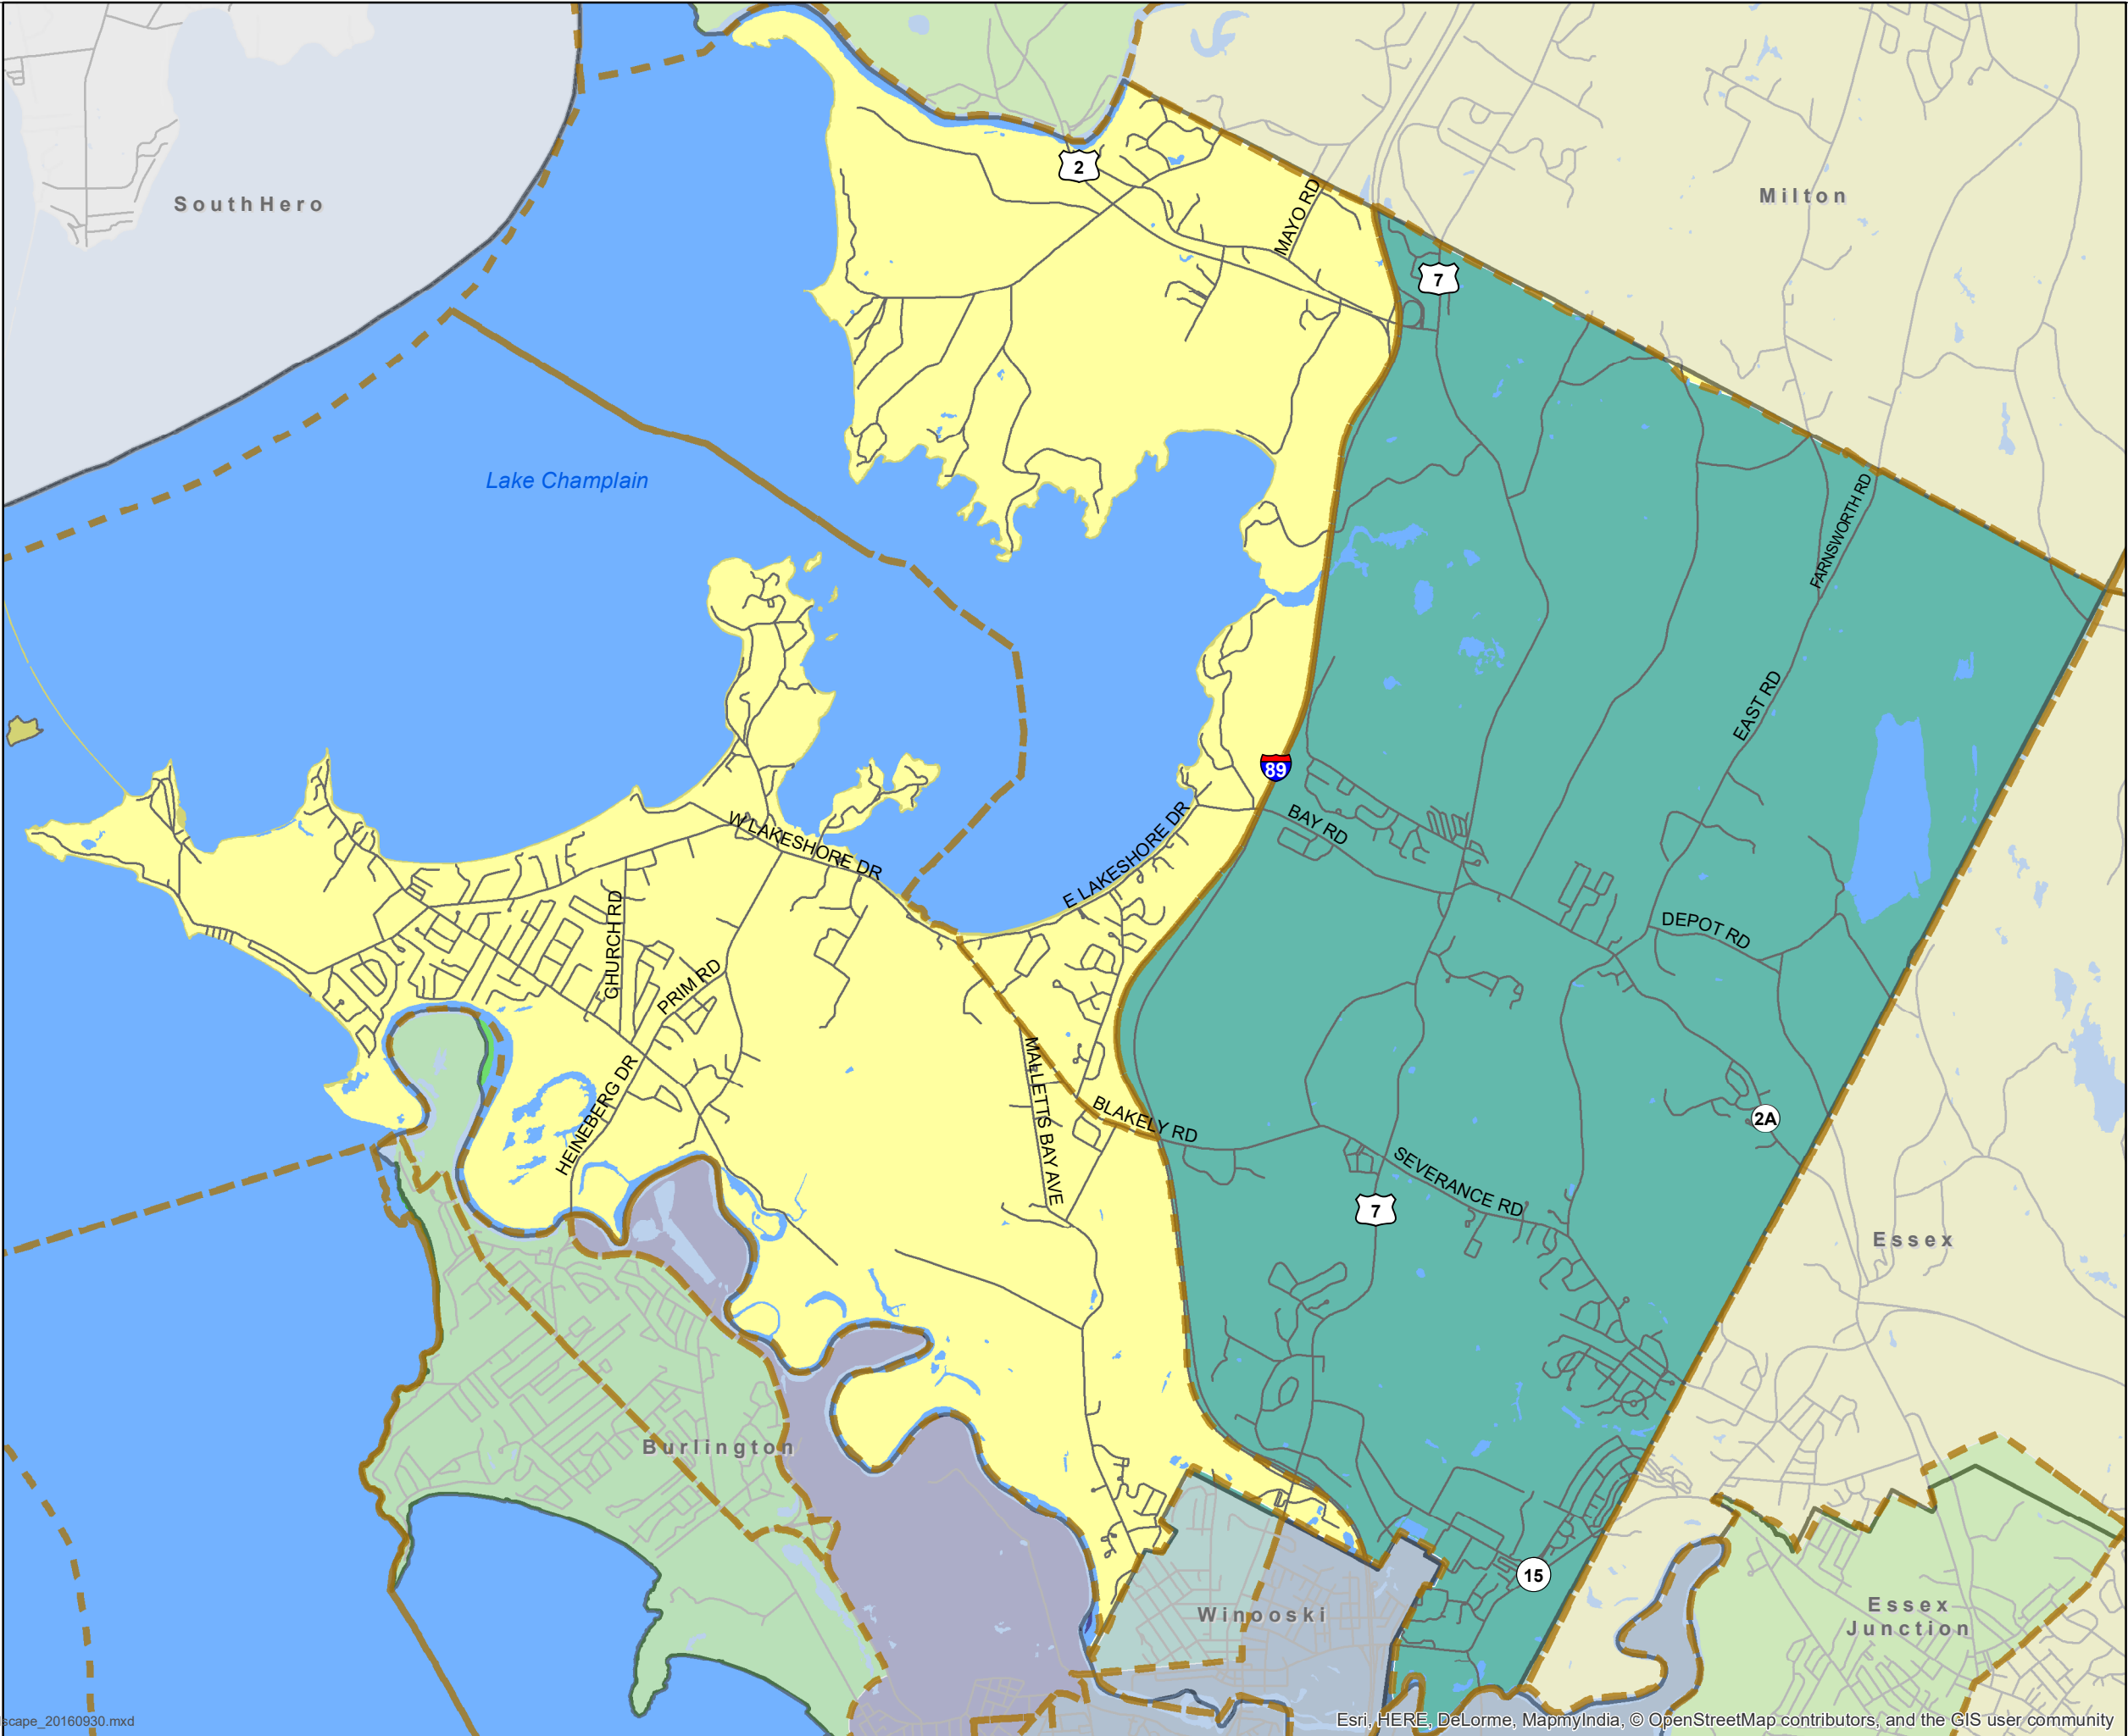 2
Milton
SouthHero
MAYO RD
7
Lake Champlain
FARNSWORTH RD
EAST RD
89
W LAKESHORE DR
E LAKESHORE DR
BAY RD
CHURCH RD
DEPOT RD
PRIM RD
HEINEBERG DR
MALLETTS BAY AVE
BLAKELY RD
2A
SEVERANCE RD
7
Essex
Burlington
15
Winooski
Essex
Junction
scape_20160930.mxd
Esri, HERE, DeLorme, MapmyIndia, © OpenStreetMap contributors, and the GIS user community